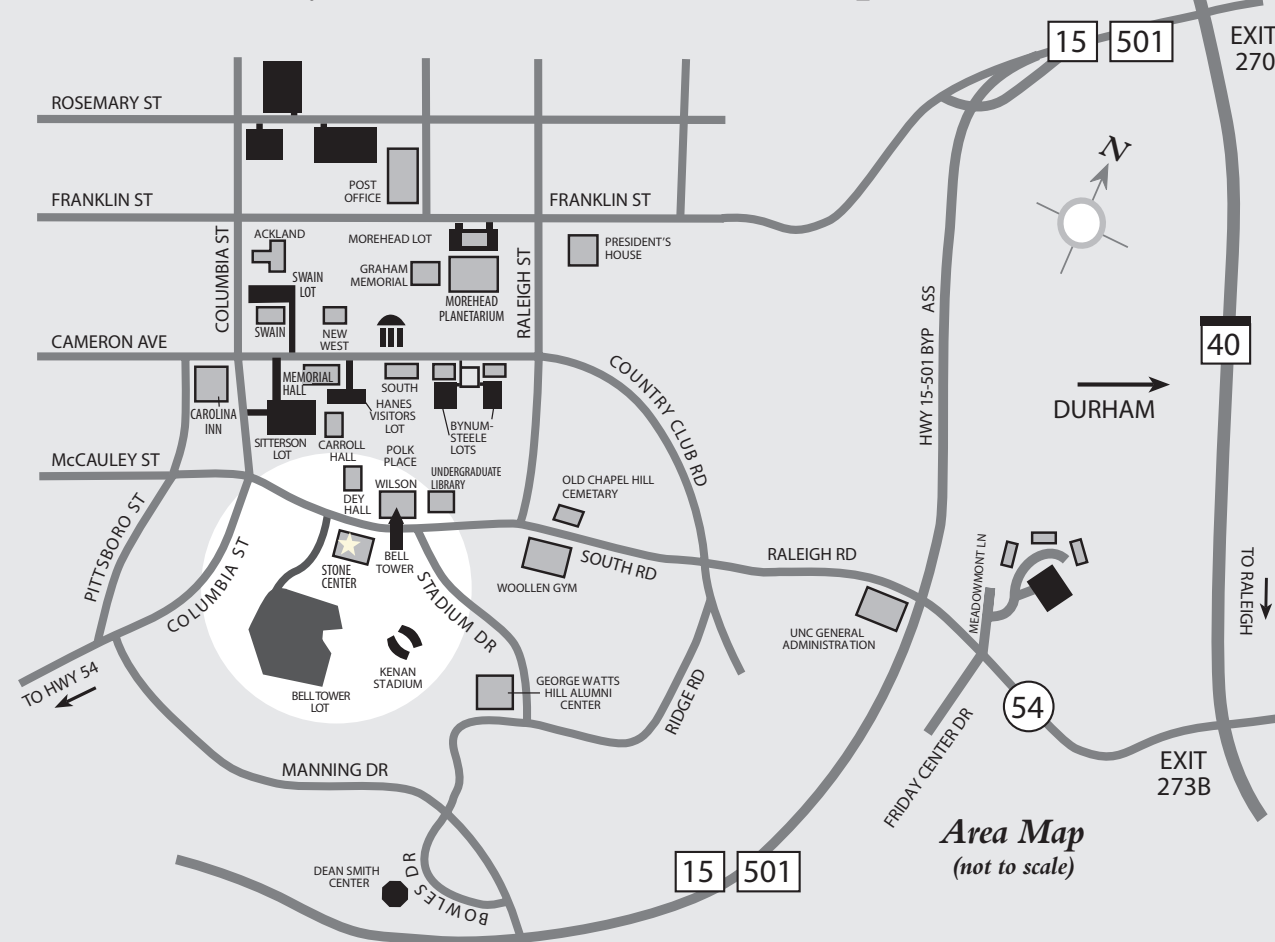 15 501
EXIT
270
ROSEMARY ST
N
POST
OFFICE
FRANKLIN ST
FRANKLIN ST
COLUMBIA ST
ACKLAND
MOREHEAD LOT
PRESIDENT'S
HOUSE
GRAHAM
MEMORIAL
SWAIN
LOT
RALEIGH ST
MOREHEAD
PLANETARIUM
SWAIN
NEW
WEST
HWY 15-501 BYP ASS
40
CAMERON AVE
COUNTRY CLUB RD
DURHAM
MEMORIAL
HALL
SOUTH
CAROLINA
INN
HANES
VISITORS
LOT
BYNUM-
STEELE
LOTS
SITTERSON
LOT
CARROLL
HALL
POLK
PLACE
McCAULEY ST
UNDERGRADUATE
LIBRARY
WILSON
DEY
HALL
OLD CHAPEL HILL
CEMETARY
PITTSBORO ST
COLUMBIA ST
STONE
CENTER
BELL
TOWER
STADIUM DR
WOOLLEN GYM
SOUTH RD
RALEIGH RD
MEADOWMONT LN
TO RALEIGH
UNC GENERAL
ADMINISTRATION
KENAN
STADIUM
TO HWY 54
BELL TOWER
LOT
GEORGE WATTS
HILL ALUMNI
CENTER
RIDGE RD
54
FRIDAY CENTER DR
MANNING DR
EXIT
273B
Area Map
(not to scale)
DEAN SMITH
CENTER
BOWLES DR
15 501